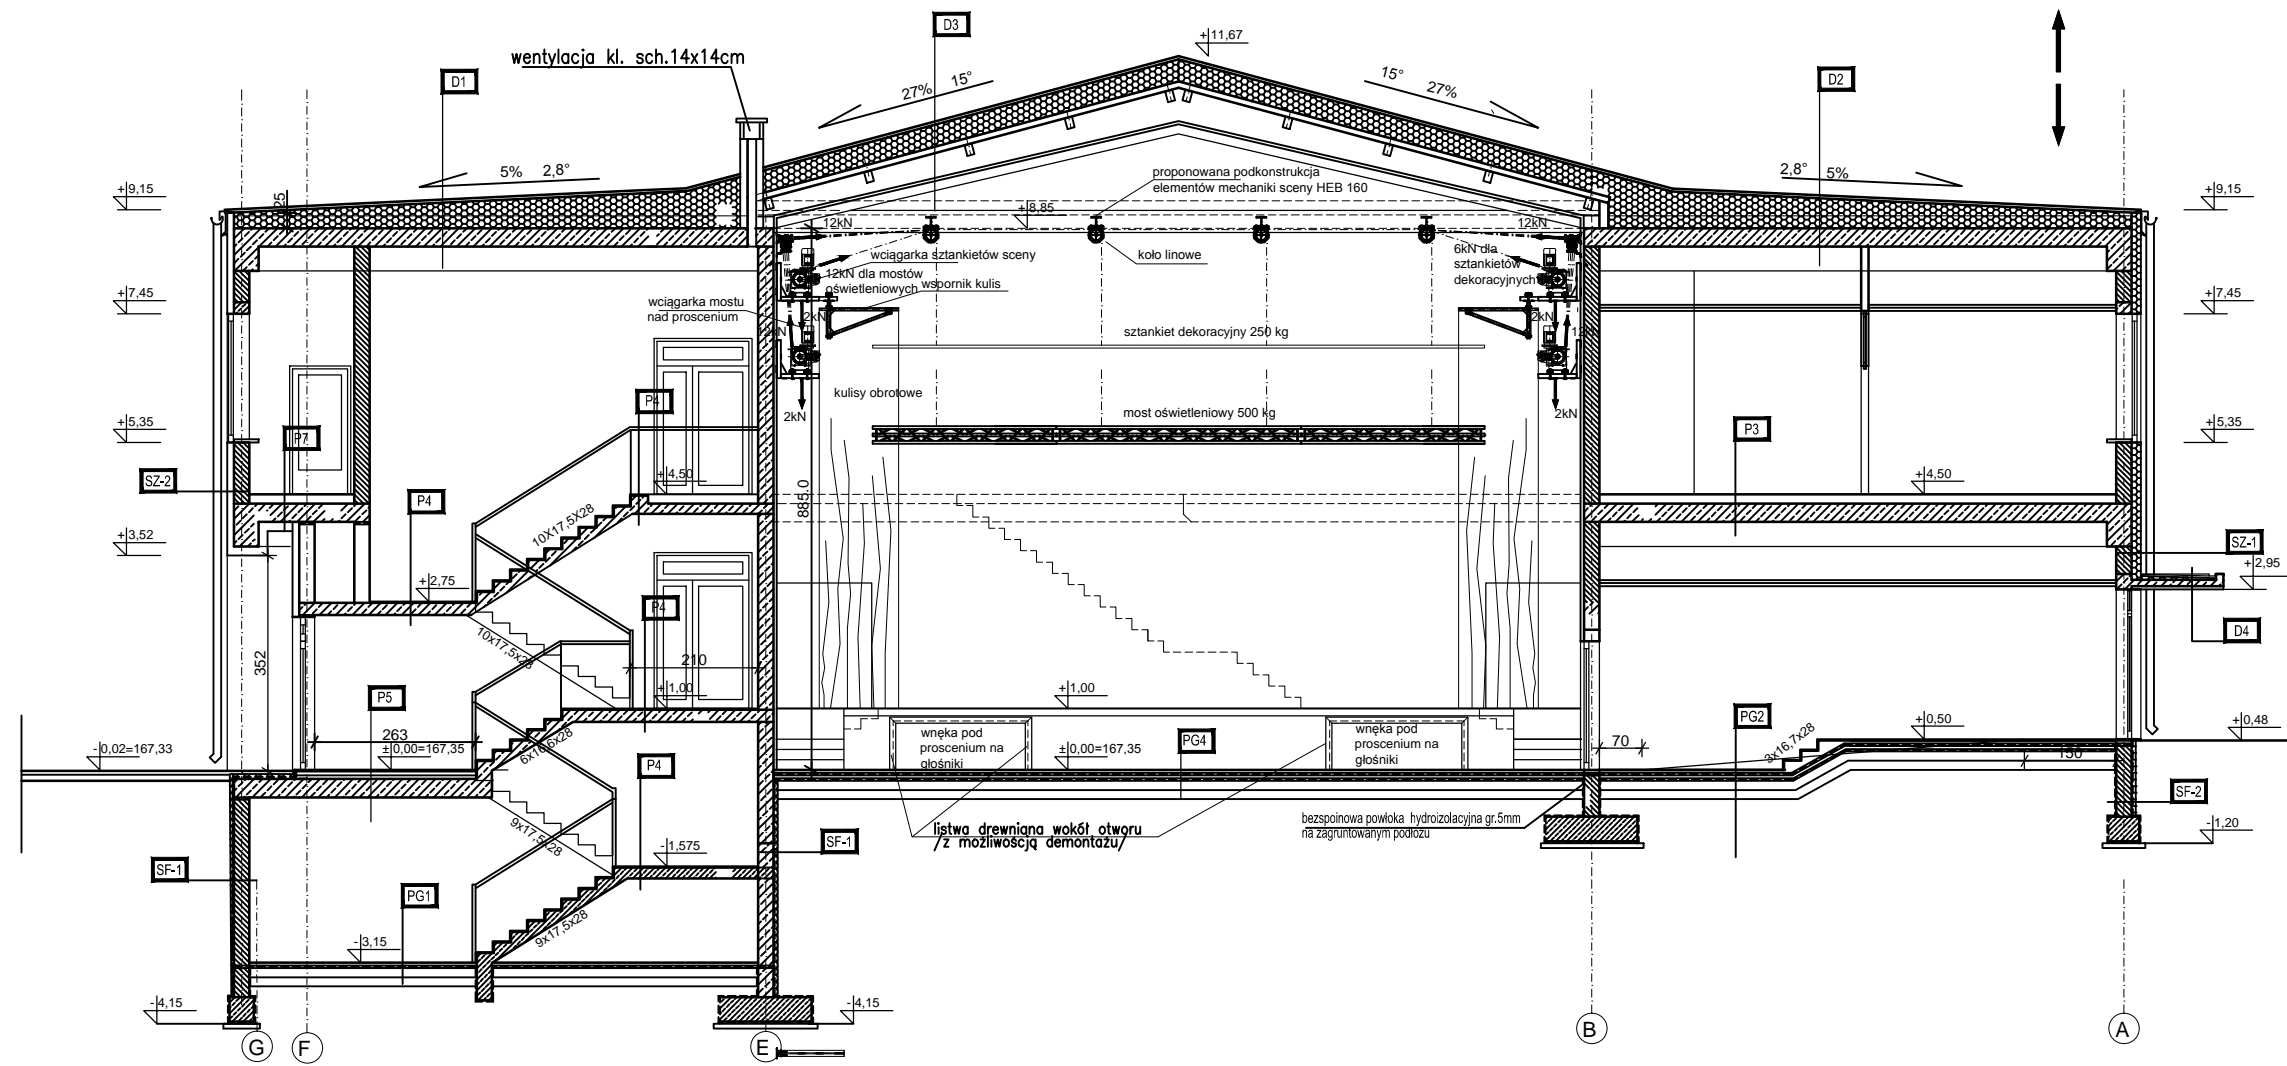 D3
+11,67
wentylacja kl. sch.14x14cm
D1
27% 15°
15° 27%
D2
5% 2,8°
2,8° 5%
+9,15
25
proponowana podkonstrukcja
elementów mechaniki sceny HEB 160
+9,15
12kN
+8,85
12kN
wciągarka sztankietów sceny
koło linowe
6kN dla
sztankietów
dekoracyjnych
12kN dla mostów
oświetleniowych
wspornik kulis
+7,45
wciągarka mostu
nad proscenium
2kN
2kN
+7,45
12kN
sztankiet dekoracyjny 250 kg
kulisy obrotowe
P4
2kN
most oświetleniowy 500 kg
2kN
+5,35
P7
P3
+5,35
SZ-2
+4,50
+4,50
P4
885.0
10X17,5X28
+3,52
SZ-1
+2,95
+2,75
P4
10x17,5x28
D4
352
210
P5
+1,00
+1,00
PG2
+0,50
+0,48
263
wnęka pod
proscenium na
głośniki
wnęka pod
proscenium na
głośniki
-0,02=167,33
±0,00=167,35
6x16,6x28
P4
±0,00=167,35
PG4
70
3x16,7x28
150
SF-2
listwa drewniana wokół otworu
/z możliwością demontażu/
bezspoinowa powłoka hydroizolacyjna gr.5mm
na zagruntowanym podłożu
-1,20
9x17,5x28
SF-1
-1,575
SF-1
PG1
9x17,5x28
-3,15
-4,15
-4,15
G
F
E
B
A